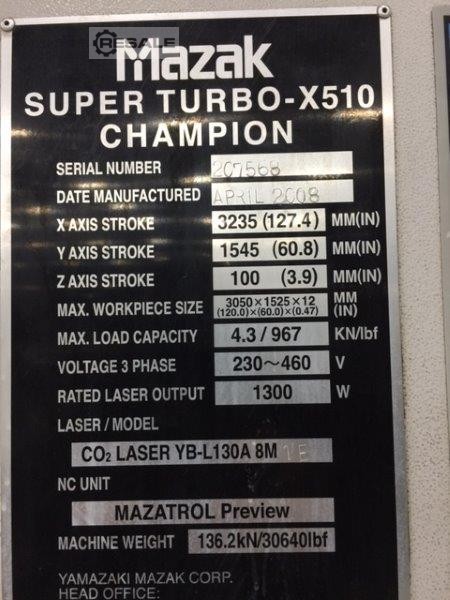 RESALE
Mazak
SUPER TURBO-X510
CHAMPION
SERIAL NUMBER 207568
DATE MANUFACTURED APRIL 2008
X AXIS STROKE 3235 (127.4) MM(IN)
Y AXIS STROKE 1545 (60.8) MM(IN)
Z AXIS STROKE 100 (3.9) MM(IN)
MAX. WORKPIECE SIZE 3050×1525×12 (120.0)×(60.0)×(0.47) MM (IN)
MAX. LOAD CAPACITY 4.3/967 KN/lbf
VOLTAGE 3 PHASE 230~460 V
RATED LASER OUTPUT 1300 W
LASER/MODEL
CO₂ LASER YB-L130A 8M
NC UNIT
MAZATROL Preview
MACHINE WEIGHT 136.2kN/30640lbf
YAMAZAKI MAZAK CORP.
HEAD OFFICE: